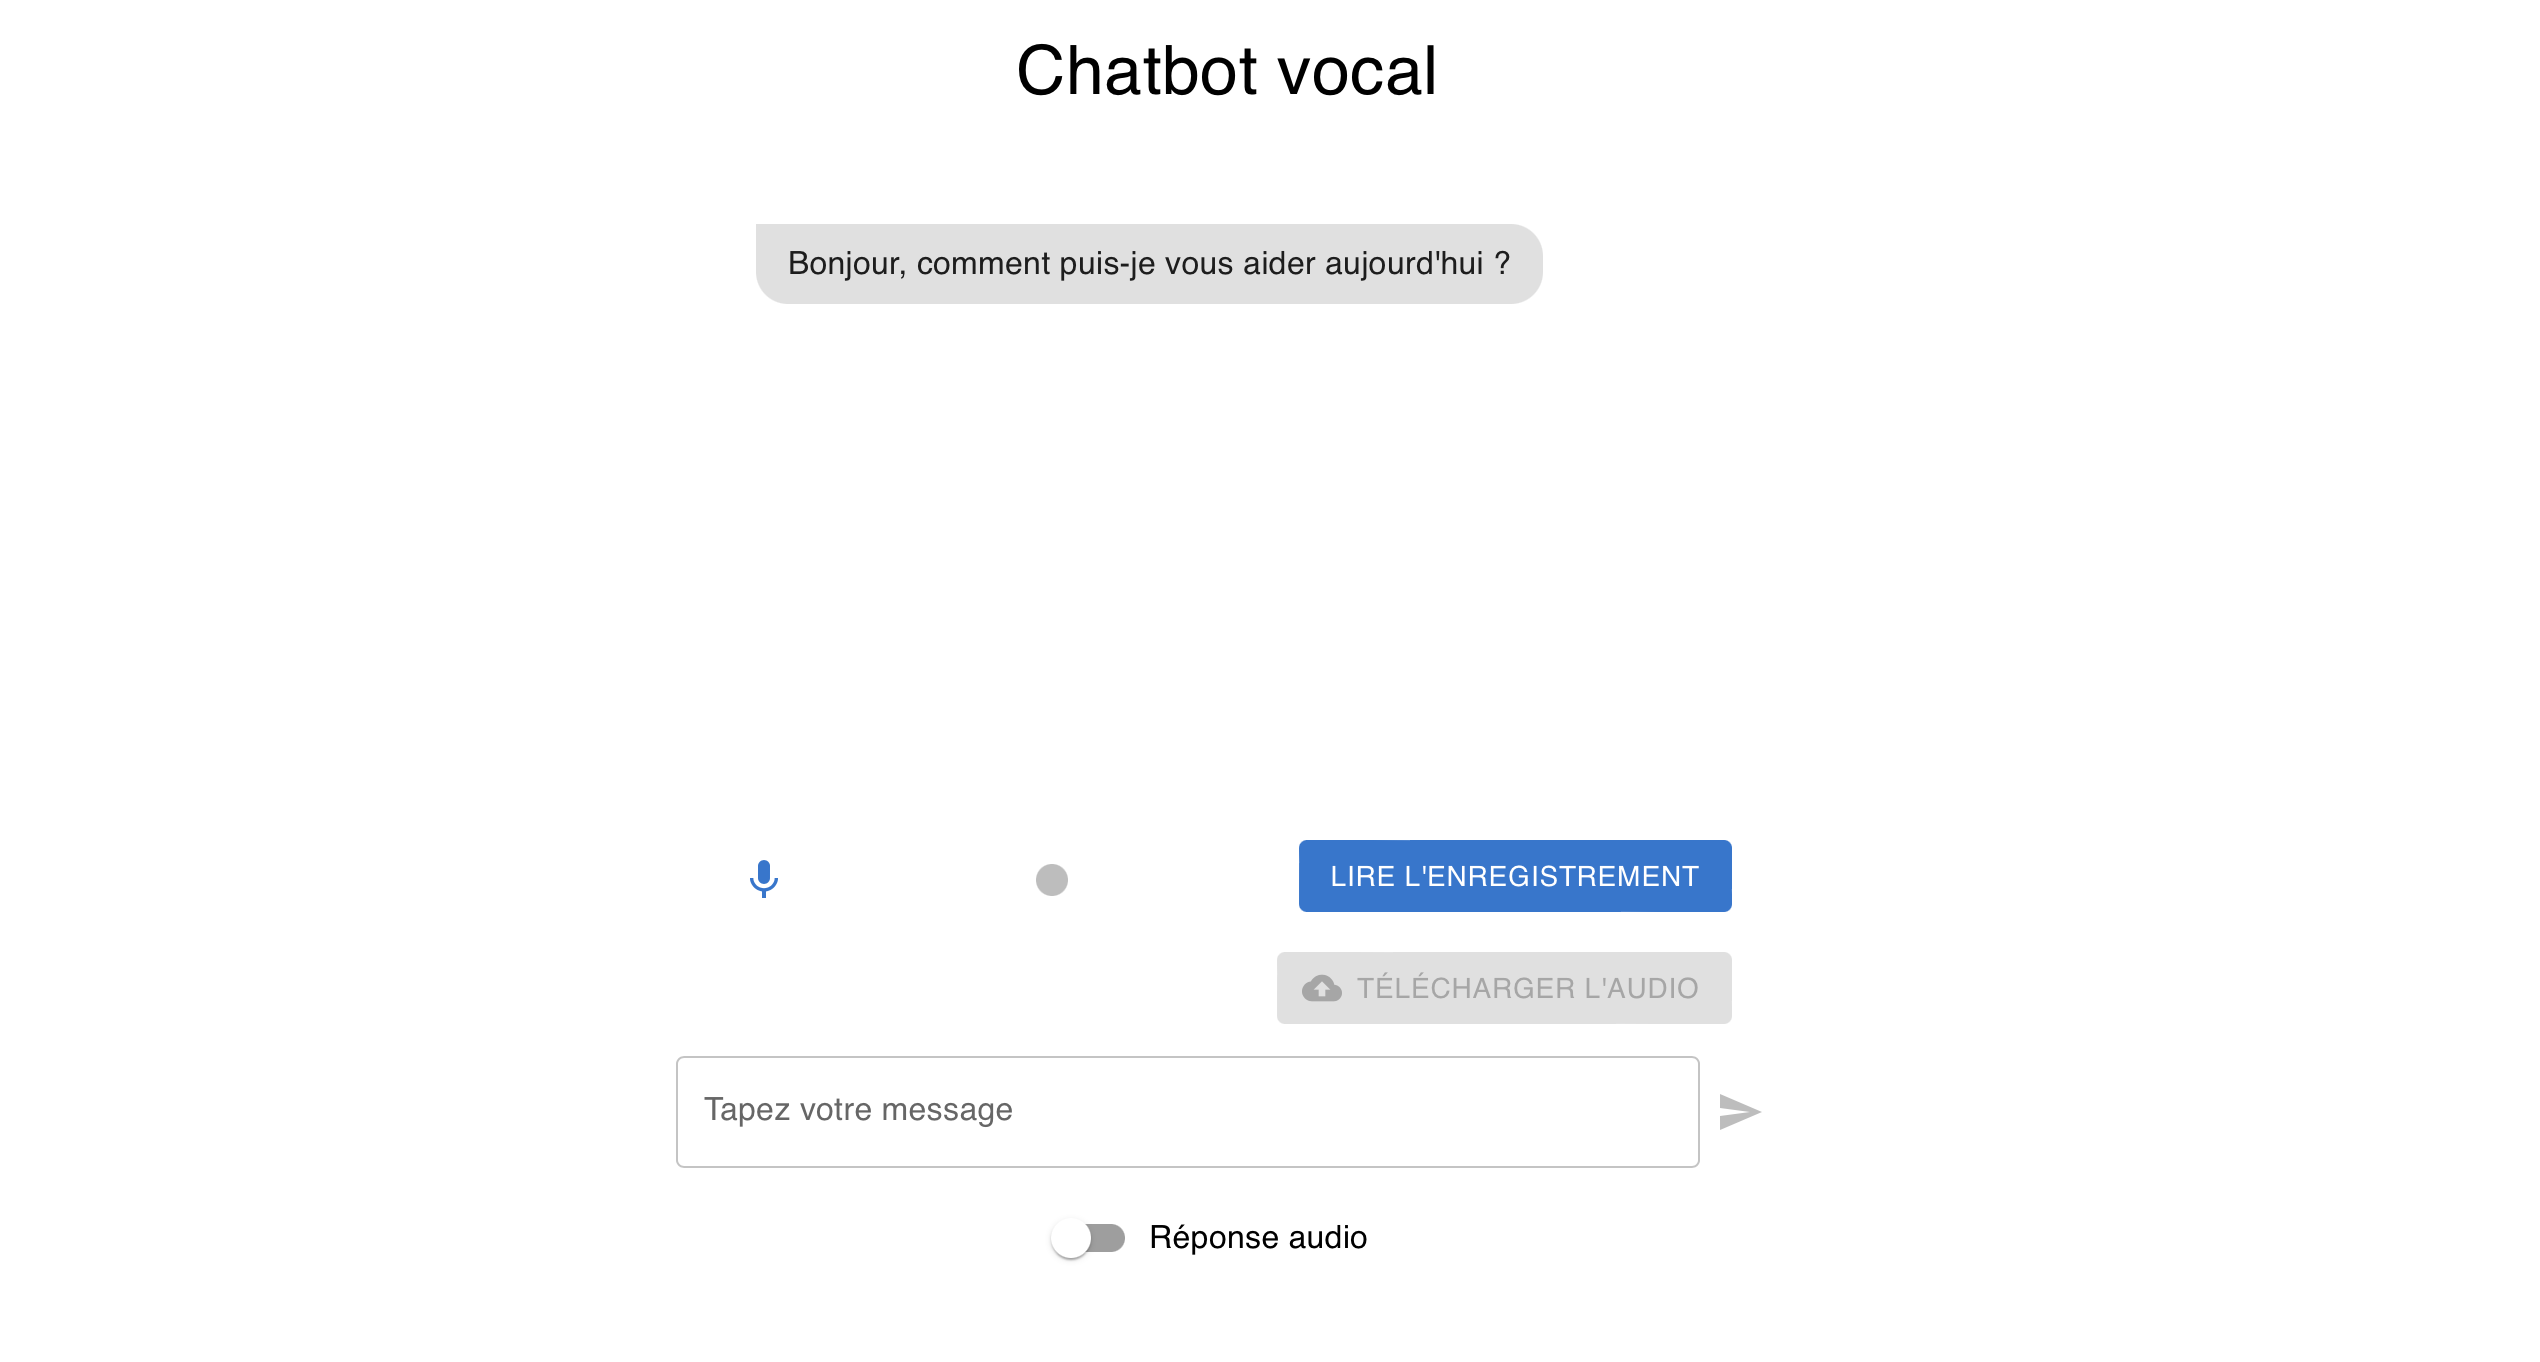 Chatbot vocal
Bonjour, comment puis-je vous aider aujourd'hui ?
LIRE L'ENREGISTREMENT
TÉLÉCHARGER L'AUDIO
Tapez votre message
Réponse audio